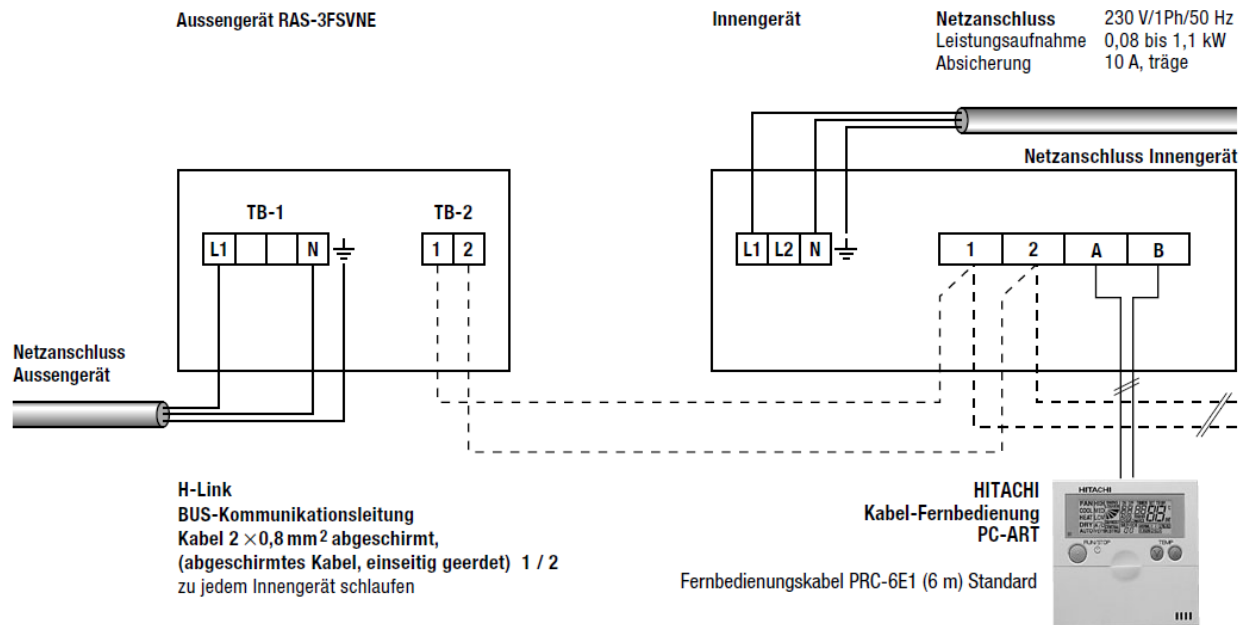 Aussengerät RAS-3FSVNE
Innengerät
Netzanschluss 230 V/1Ph/50 Hz
Leistungsaufnahme 0,08 bis 1,1 kW
Absicherung 10 A, träge
Netzanschluss Innengerät
TB-1
TB-2
L1 N
1 2
L1 L2 N
1 2 A B
Netzanschluss
Aussengerät
H-Link
BUS-Kommunikationsleitung
Kabel 2 ×0,8 mm² abgeschirmt,
(abgeschirmtes Kabel, einseitig geerdet) 1 / 2
zu jedem Innengerät schlaufen
HITACHI
Kabel-Fernbedienung
PC-ART
Fernbedienungskabel PRC-6E1 (6 m) Standard
HITACHI
RUN/STOP
TEMP